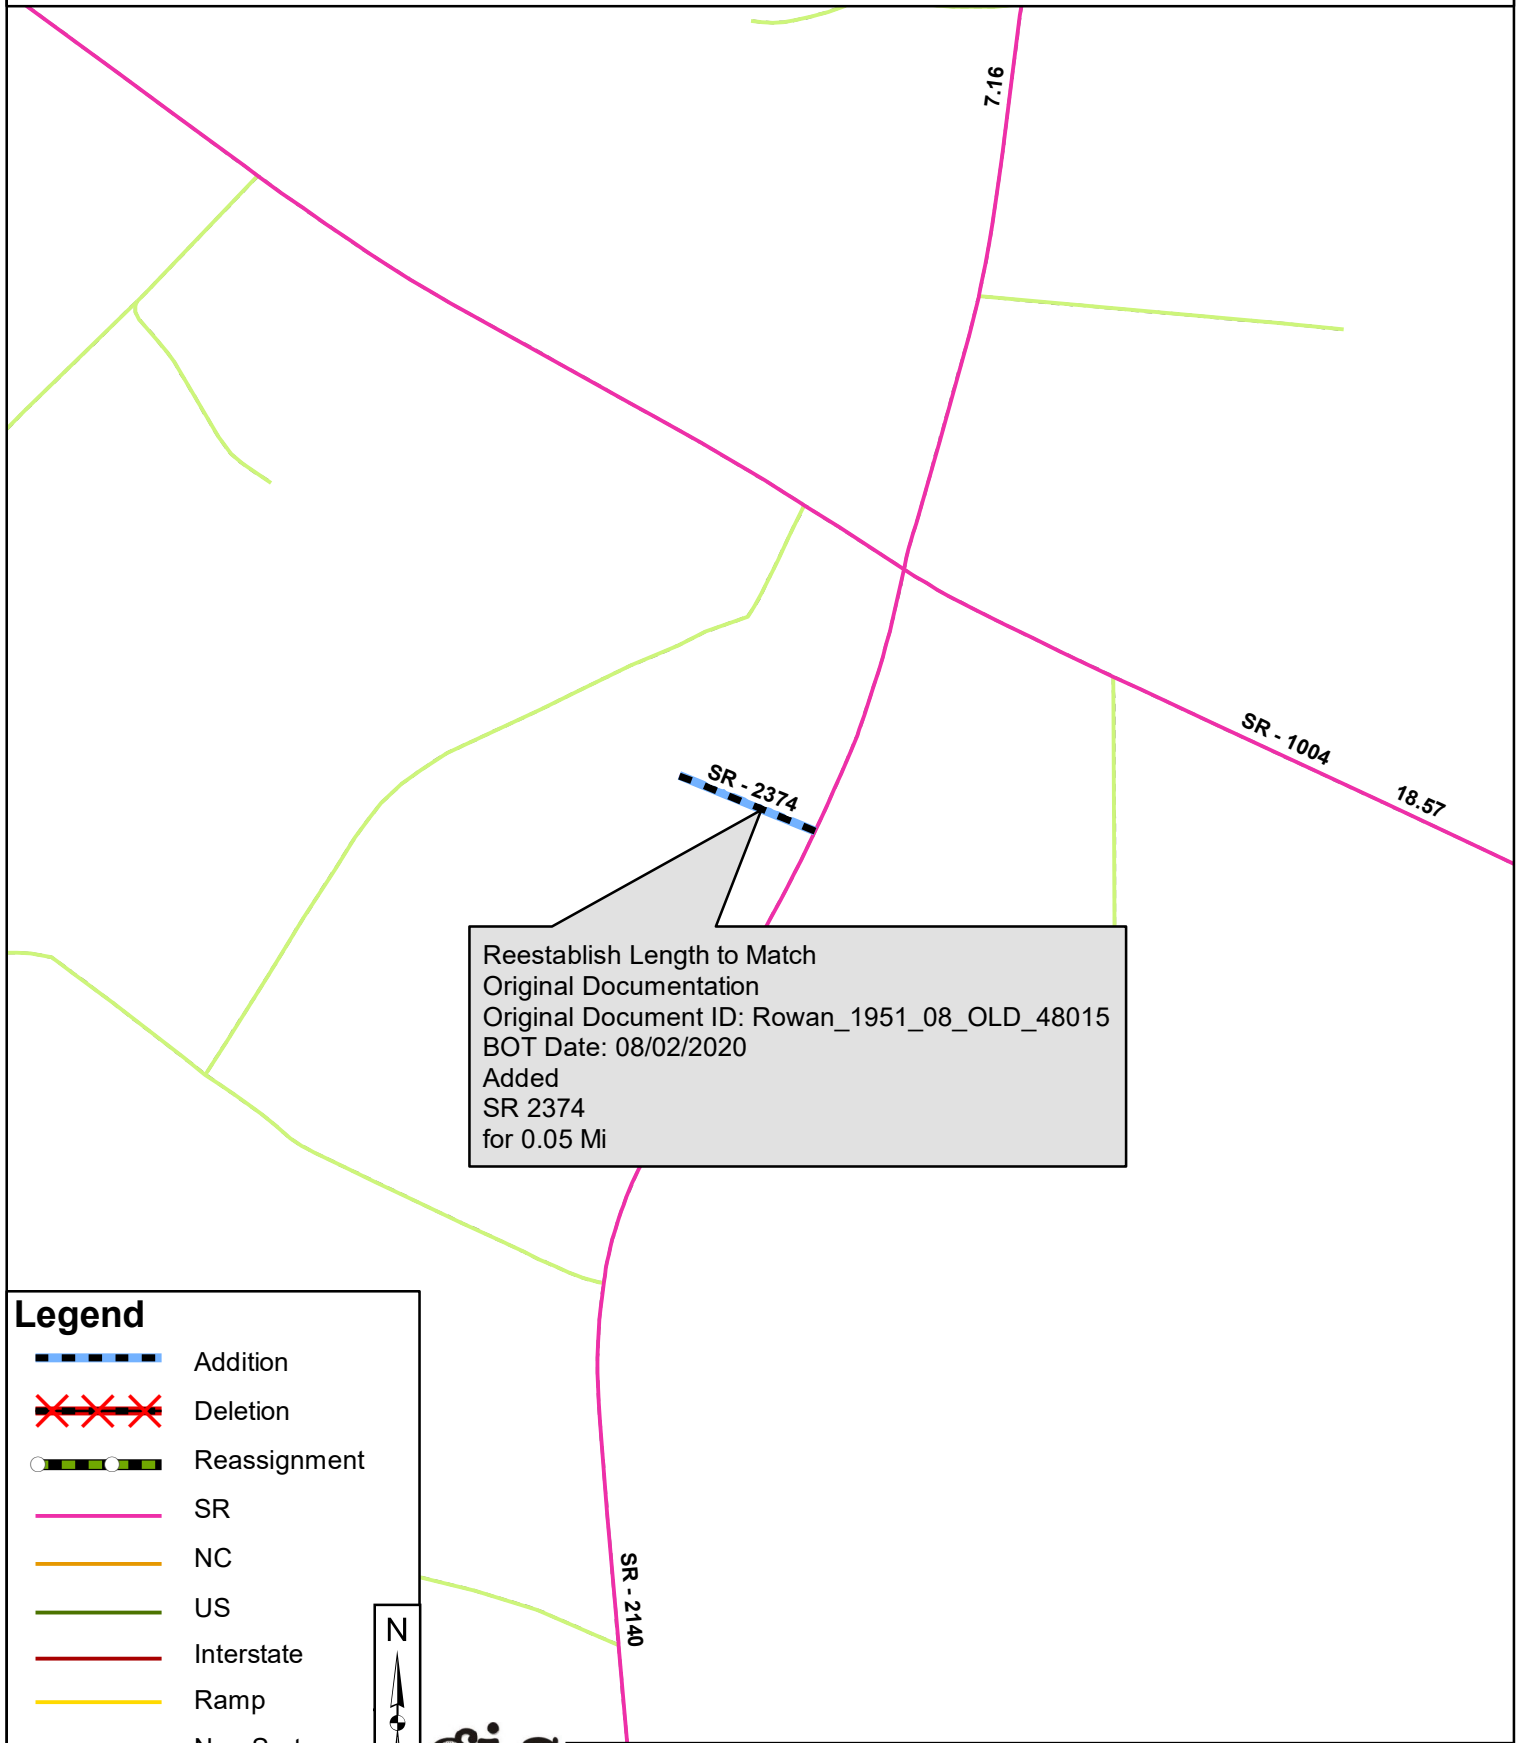 7.16
SR - 1004
18.57
SR - 2374
Reestablish Length to Match
Original Documentation
Original Document ID: Rowan_1951_08_OLD_48015
BOT Date: 08/02/2020
Added
SR 2374
for 0.05 Mi
SR - 2140
Legend
Addition
Deletion
Reassignment
SR
NC
US
Interstate
Ramp
N